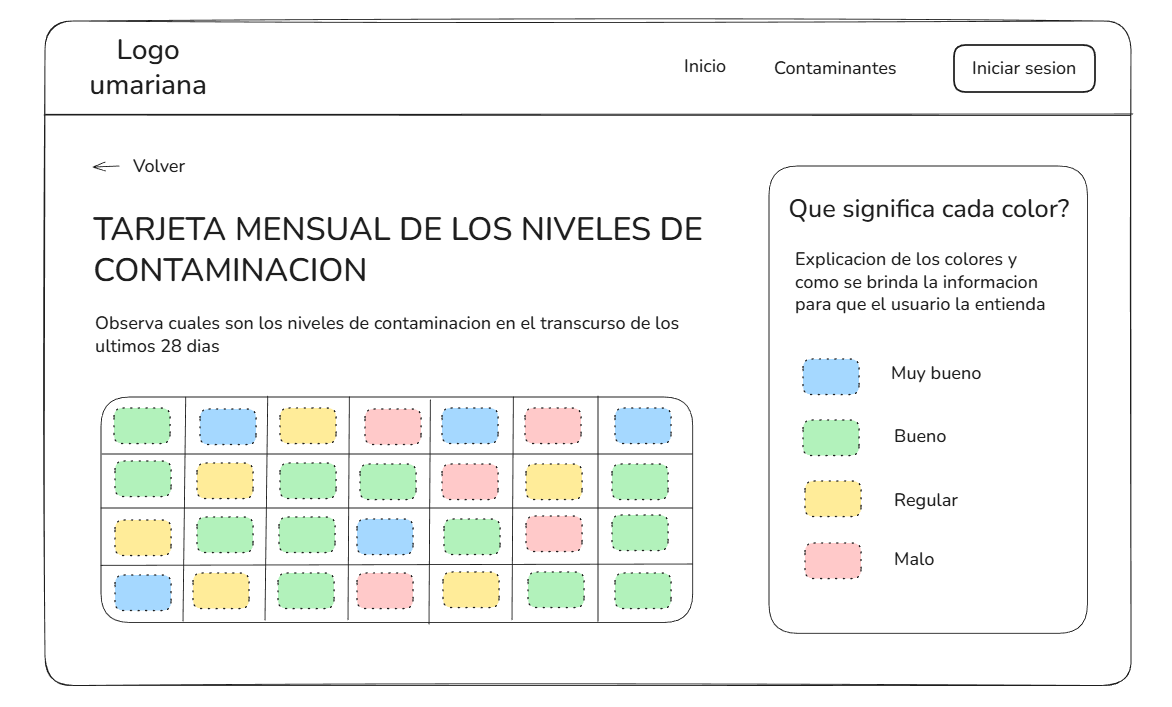 Logo
umariana
Inicio
Contaminantes
Iniciar sesion
Volver
TARJETA MENSUAL DE LOS NIVELES DE
CONTAMINACION
Observa cuales son los niveles de contaminacion en el transcurso de los
ultimos 28 dias
Que significa cada color?
Explicacion de los colores y
como se brinda la informacion
para que el usuario la entienda
Muy bueno
Bueno
Regular
Malo